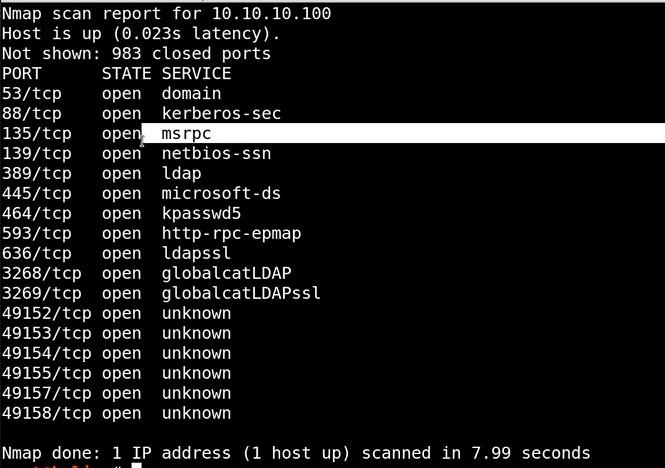 Nmap scan report for 10.10.10.100
Host is up (0.023s latency).
Not shown: 983 closed ports
PORT STATE SERVICE
53/tcp open domain
88/tcp open kerberos-sec
135/tcp open msrpc
139/tcp open netbios-ssn
389/tcp open ldap
445/tcp open microsoft-ds
464/tcp open kpasswd5
593/tcp open http-rpc-epmap
636/tcp open ldapssl
3268/tcp open globalcatLDAP
3269/tcp open globalcatLDAPssl
49152/tcp open unknown
49153/tcp open unknown
49154/tcp open unknown
49155/tcp open unknown
49157/tcp open unknown
49158/tcp open unknown
Nmap done: 1 IP address (1 host up) scanned in 7.99 seconds